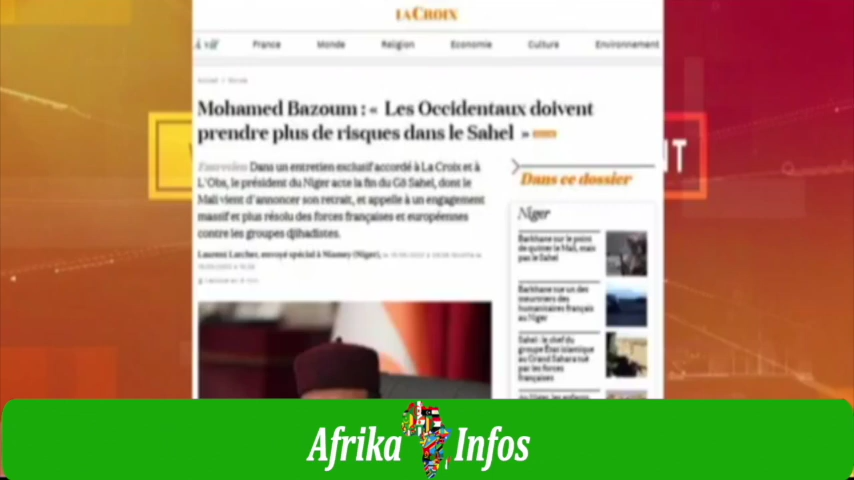 LA CROIX
France Monde Religion Economie Culture Environnement
Mohamed Bazoum : « Les Occidentaux doivent
prendre plus de risques dans le Sahel »
Dans un entretien exclusif accordé à La Croix et à
L'Obs, le président du Niger acte la fin du G5 Sahel, dont le
Mali vient d'annoncer son retrait, et appelle à un engagement
massif et plus résolu des forces françaises et européennes
contre les groupes djihadistes.
Laurent Larcher, envoyé spécial à Niamey (Niger),
Dans ce dossier
Niger
Barkhane sur le point
de quitter le Mali, mais
pas le Sahel
Barkhane sur un des
meurtriers des
humanitaires français
au Niger
Sahel : le chef du
groupe État islamique
au Grand Sahara tué
par les forces
françaises
NT
Afrika Infos